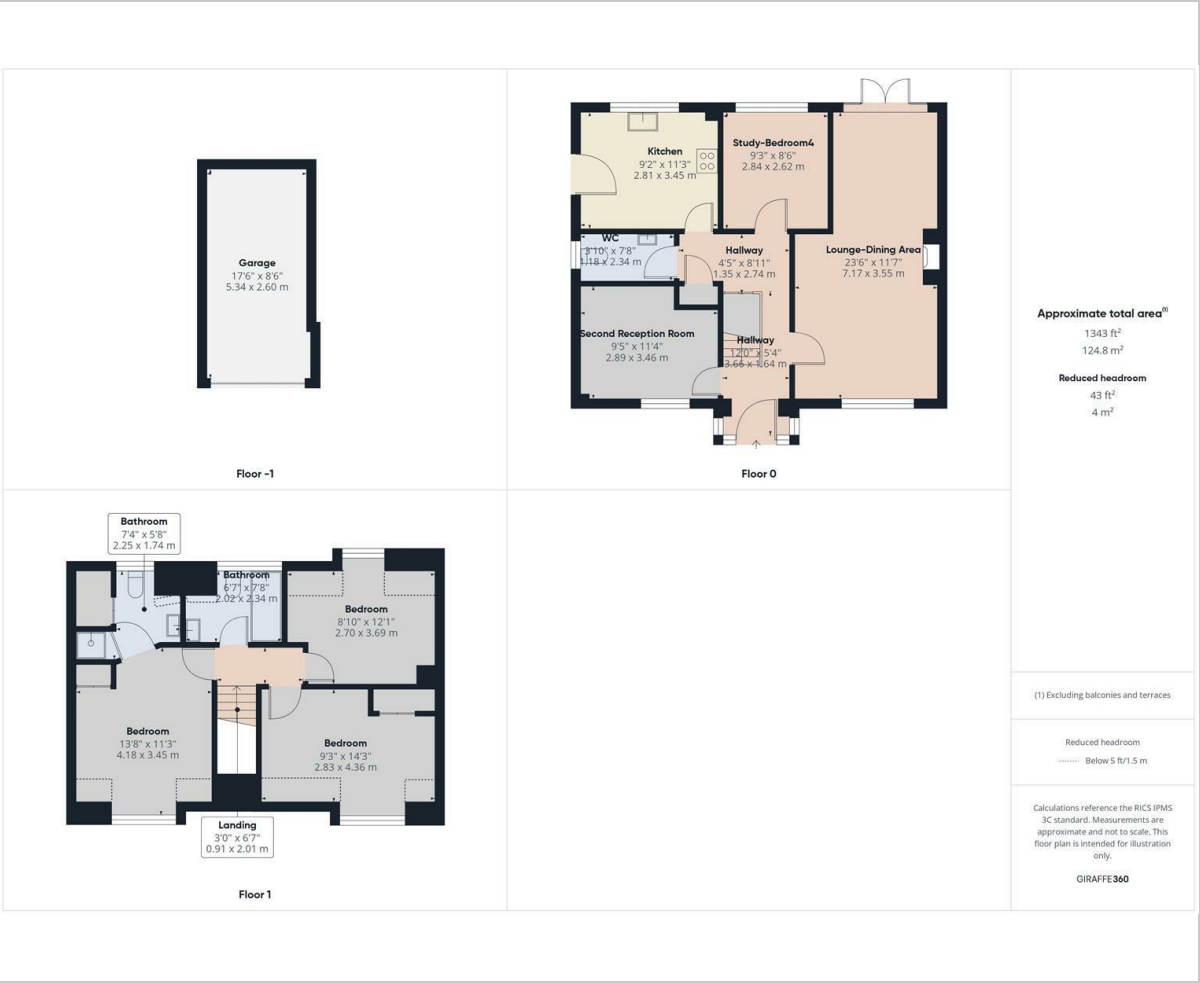 Garage
17'6" x 8'6"
5.34 x 2.60 m
Floor -1
Kitchen
9'2" x 11'3"
2.81 x 3.45 m
Study-Bedroom4
9'3" x 8'6"
2.84 x 2.62 m
WC
3'10" x 7'8"
1.18 x 2.34 m
Hallway
4'5" x 8'11"
1.35 x 2.74 m
Lounge-Dining Area
23'6" x 11'7"
7.17 x 3.55 m
Second Reception Room
9'5" x 11'4"
2.89 x 3.46 m
Hallway
12'0" x 5'4"
3.66 x 1.64 m
Floor 0
Bathroom
7'4" x 5'8"
2.25 x 1.74 m
Bathroom
6'7" x 7'8"
2.02 x 2.34 m
Bedroom
8'10" x 12'1"
2.70 x 3.69 m
Bedroom
13'8" x 11'3"
4.18 x 3.45 m
Bedroom
9'3" x 14'3"
2.83 x 4.36 m
Landing
3'0" x 6'7"
0.91 x 2.01 m
Floor 1
Approximate total area⁽¹⁾
1343 ft²
124.8 m²
Reduced headroom
43 ft²
4 m²
(1) Excluding balconies and terraces
Reduced headroom
Below 5 ft/1.5 m
Calculations reference the RICS IPMS
3C standard. Measurements are
approximate and not to scale. This
floor plan is intended for illustration
only.
GIRAFFE360